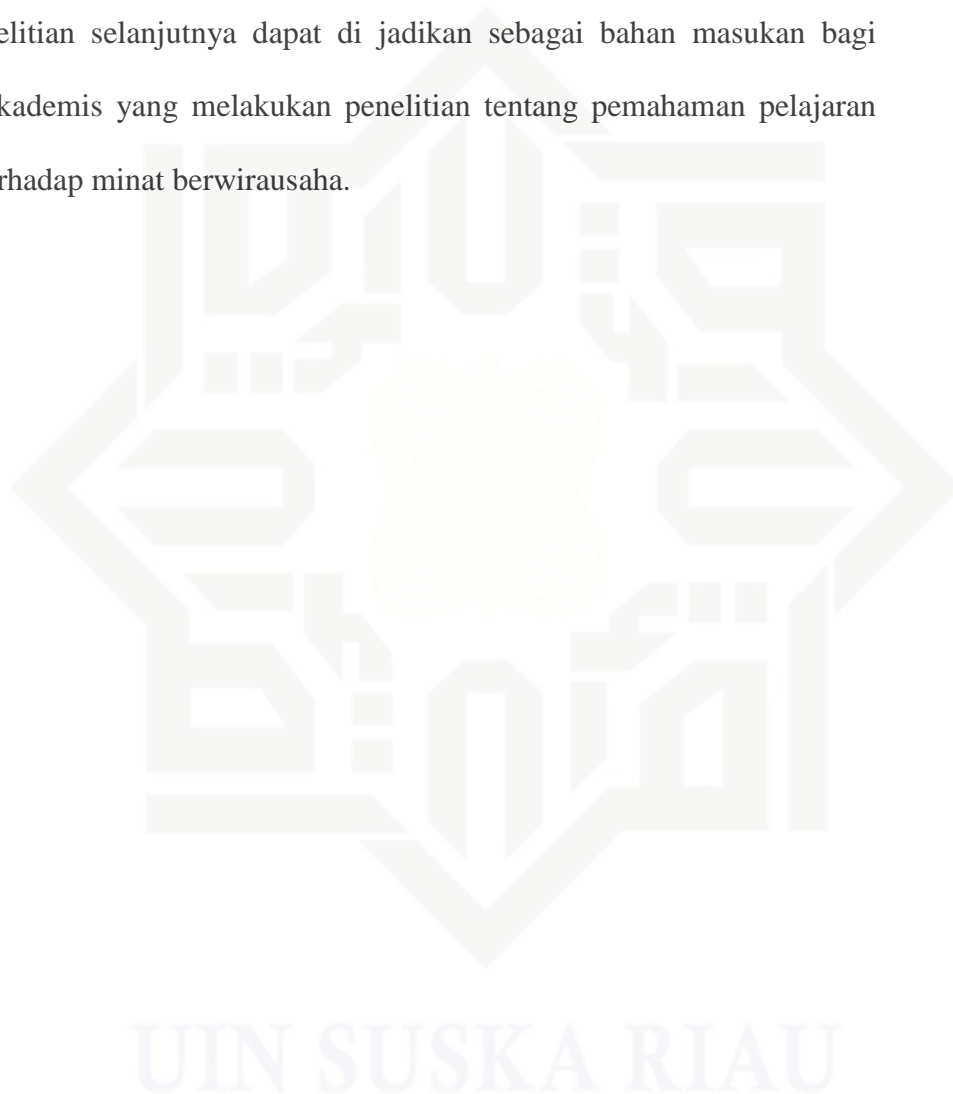 elitian selanjutnya dapat di jadikan sebagai bahan masukan bagi
kademis yang melakukan penelitian tentang pemahaman pelajaran
rhadap minat berwirausaha.
UIN SUSKA RIAU